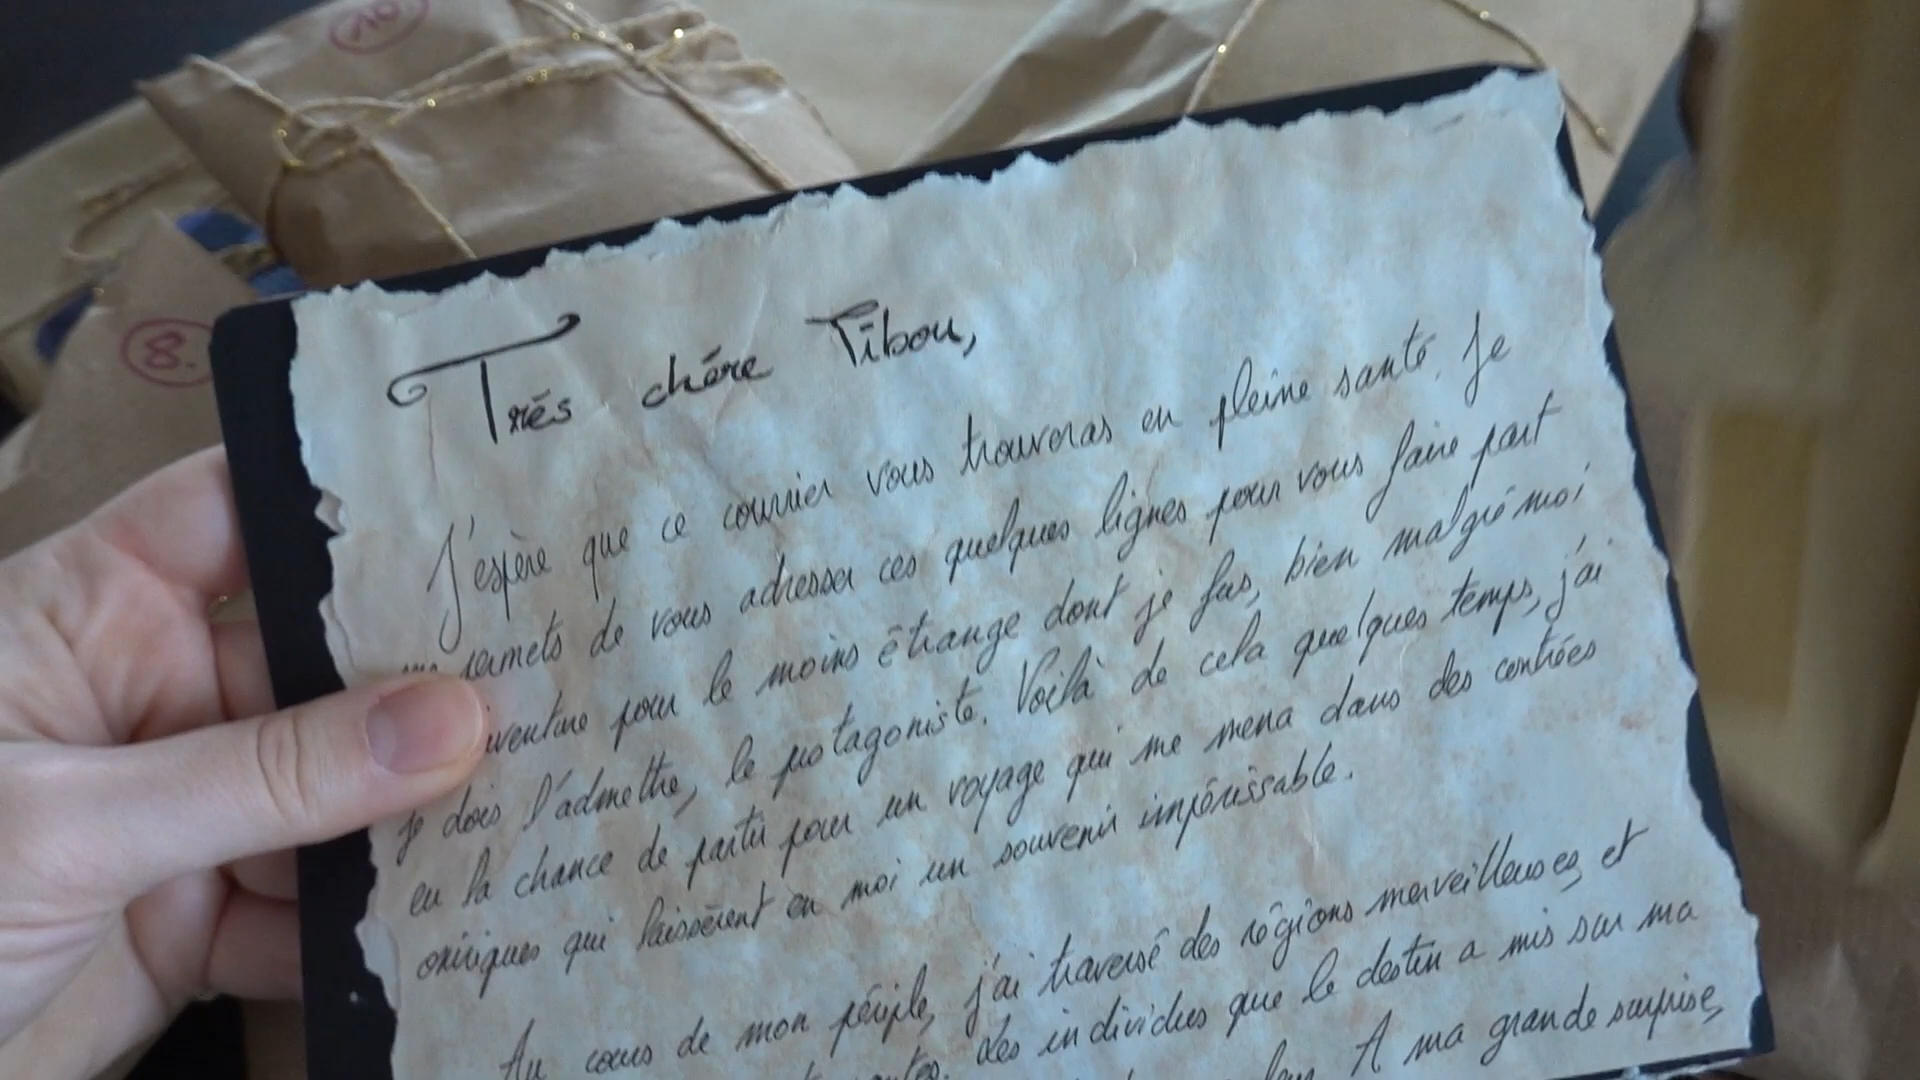 10
8.
Très chére Tibou,
J'espère que ce courrier vous trouveras en pleine santé. Je
permets de vous adresser ces quelques lignes pour vous faire part
aventure pour le moins étrange dont je fus, bien malgré moi
je dois l'admettre, le protagoniste. Voilà de cela quelques temps, j'ai
eu la chance de partir pour un voyage qui me mena dans des contrées
oniriques qui laissèrent en moi un souvenir impérissable.
Au cours de mon périple, j'ai traversé des régions merveilleuses et
des individus que le destin a mis sur ma
A ma grande surprise,